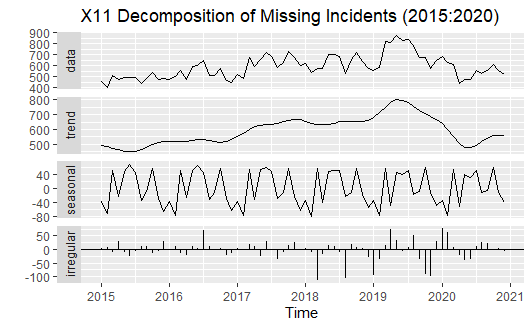 X11 Decomposition of Missing Incidents (2015:2020)
900
800
700
600
500
400
data
800
700
600
500
trend
40
0
-40
-80
seasonal
50
0
-50
-100
irregular
2015 2016 2017 2018 2019 2020 2021
Time